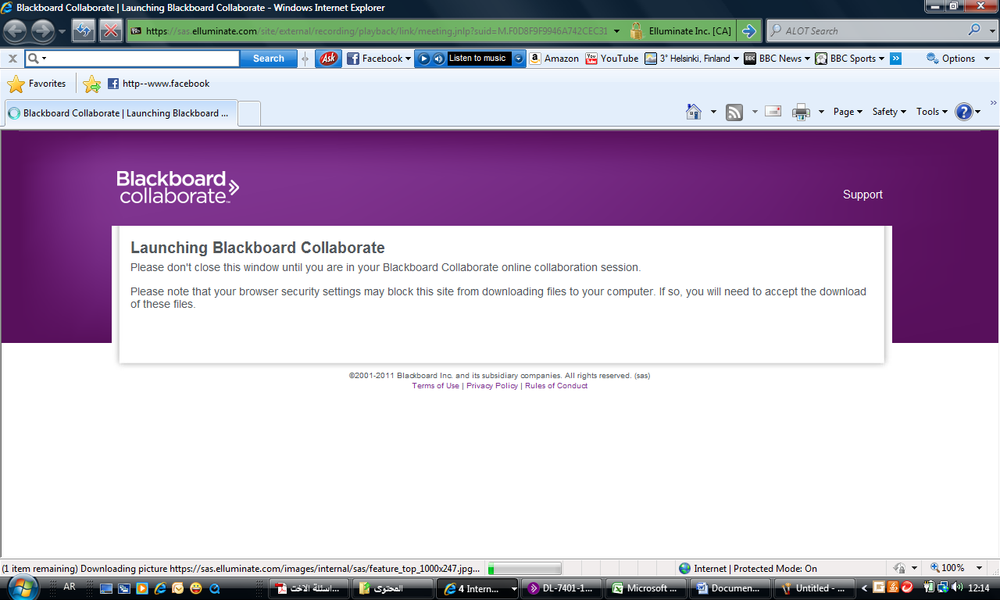 Blackboard Collaborate | Launching Blackboard Collaborate - Windows Internet Explorer
https://sas.elluminate.com/site/external/recording/playback/link/meeting.jnlp?suid=M.F0D8F9F9946A742CEC31 Elluminate Inc. [CA] ALOT Search
Search Ask Facebook Listen to music Amazon YouTube 3° Helsinki, Finland BBC BBC News BBC Sports Options
Favorites http--www.facebook
Blackboard Collaborate | Launching Blackboard ... Page Safety Tools
Blackboard
collaborate™
Support
Launching Blackboard Collaborate
Please don't close this window until you are in your Blackboard Collaborate online collaboration session.
Please note that your browser security settings may block this site from downloading files to your computer. If so, you will need to accept the download
of these files.
©2001-2011 Blackboard Inc. and its subsidiary companies. All rights reserved. (sas)
Terms of Use | Privacy Policy | Rules of Conduct
(1 item remaining) Downloading picture https://sas.elluminate.com/images/internal/sas/feature_top_1000x247.jpg... Internet | Protected Mode: On 100%
AR اسئلة الاخت... المحتوى 4 Intern... DL-7401-1... Microsoft ... Documen... Untitled - ... 12:14